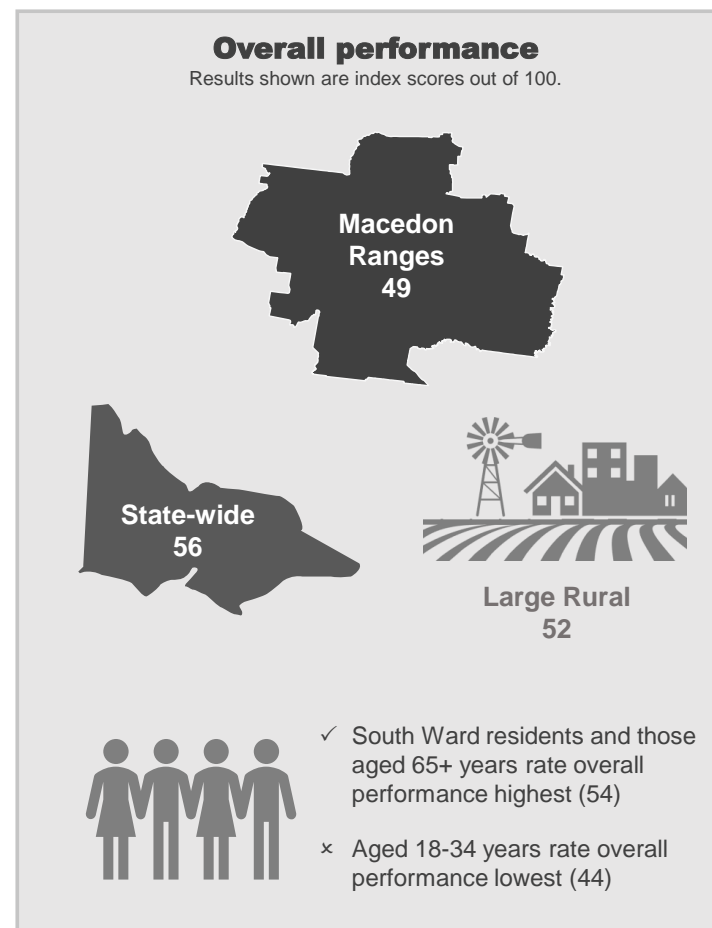 Overall performance
Results shown are index scores out of 100.
Macedon
Ranges
49
State-wide
56
Large Rural
52
✓ South Ward residents and those
aged 65+ years rate overall
performance highest (54)
× Aged 18-34 years rate overall
performance lowest (44)